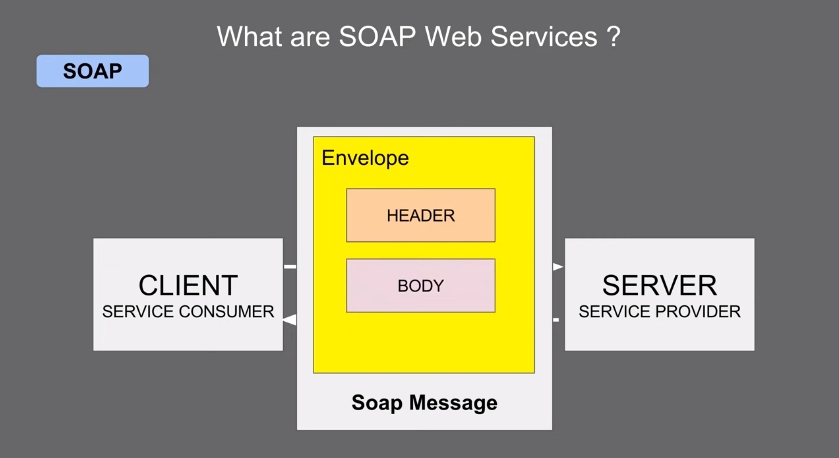 What are SOAP Web Services ?
SOAP
Envelope
HEADER
BODY
CLIENT
SERVICE CONSUMER
SERVER
SERVICE PROVIDER
Soap Message